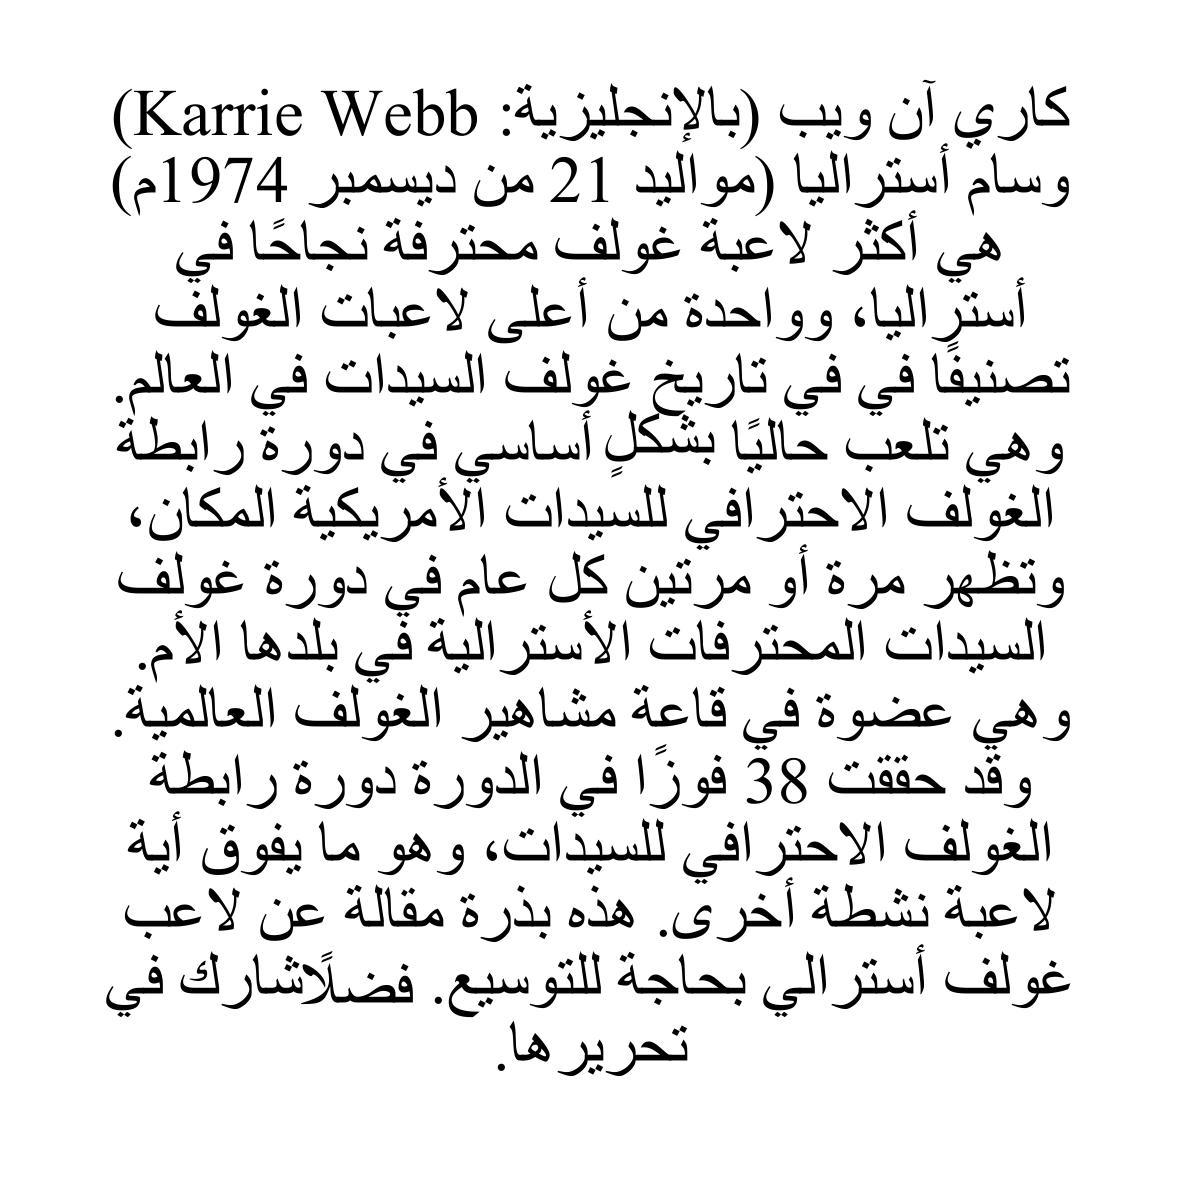 كاري آن ويب (بالإنجليزية: Karrie Webb)
وسام أستراليا (مواليد 21 من ديسمبر 1974م)
هي أكثر لاعبة غولف محترفة نجاحًا في
أستراليا، وواحدة من أعلى لاعبات الغولف
تصنيفًا في في تاريخ غولف السيدات في العالم.
وهي تلعب حاليًا بشكلٍ أساسي في دورة رابطة
الغولف الاحترافي للسيدات الأمريكية المكان،
وتظهر مرة أو مرتين كل عام في دورة غولف
السيدات المحترفات الأسترالية في بلدها الأم.
وهي عضوة في قاعة مشاهير الغولف العالمية.
وقد حققت 38 فوزًا في الدورة دورة رابطة
الغولف الاحترافي للسيدات، وهو ما يفوق أية
لاعبة نشطة أخرى. هذه بذرة مقالة عن لاعب
غولف أسترالي بحاجة للتوسيع. فضلًاشارك في
تحريرها.